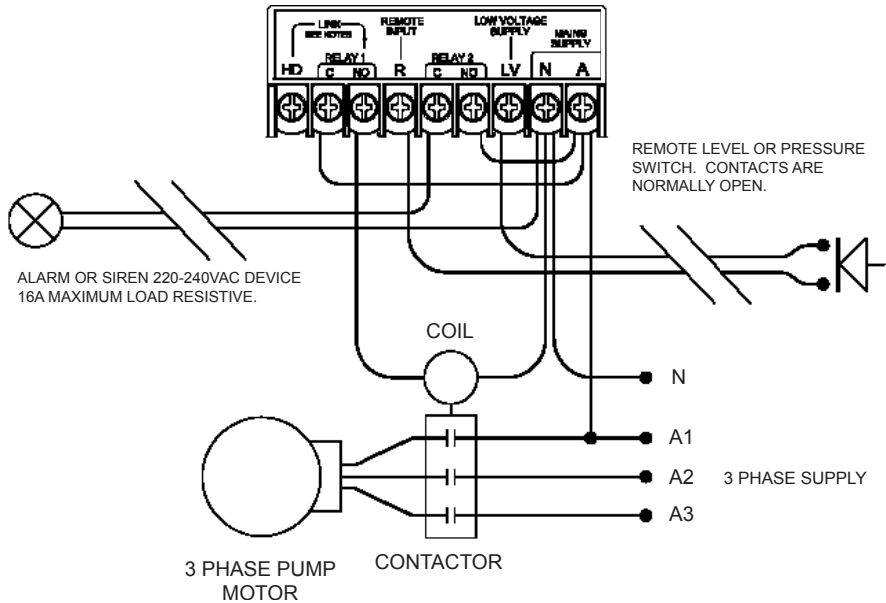 LINK
SEE NOTES
REMOTE
INPUT
LOW VOLTAGE
SUPPLY
MAINS
SUPPLY
RELAY 1
RELAY 2
HD C NO R C NO LV N A
REMOTE LEVEL OR PRESSURE
SWITCH. CONTACTS ARE
NORMALLY OPEN.
ALARM OR SIREN 220-240VAC DEVICE
16A MAXIMUM LOAD RESISTIVE.
COIL
N
A1
A2 3 PHASE SUPPLY
A3
3 PHASE PUMP
MOTOR
CONTACTOR